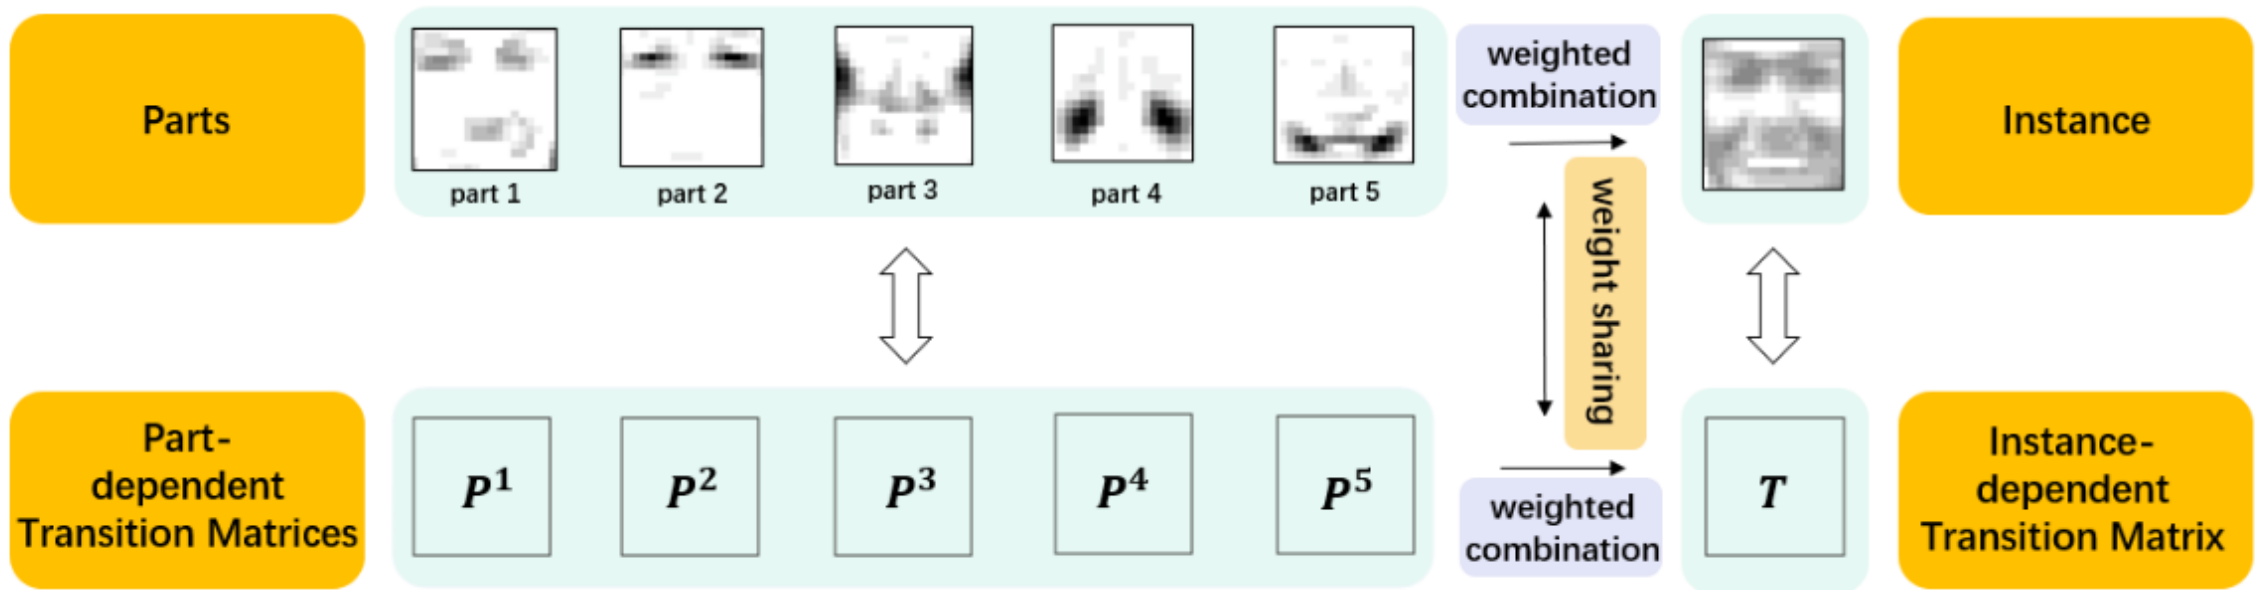 Parts
part 1
part 2
part 3
part 4
part 5
weighted
combination
Instance
weight sharing
Part-
dependent
Transition Matrices
P¹
P²
P³
P⁴
P⁵
weighted
combination
T
Instance-
dependent
Transition Matrix